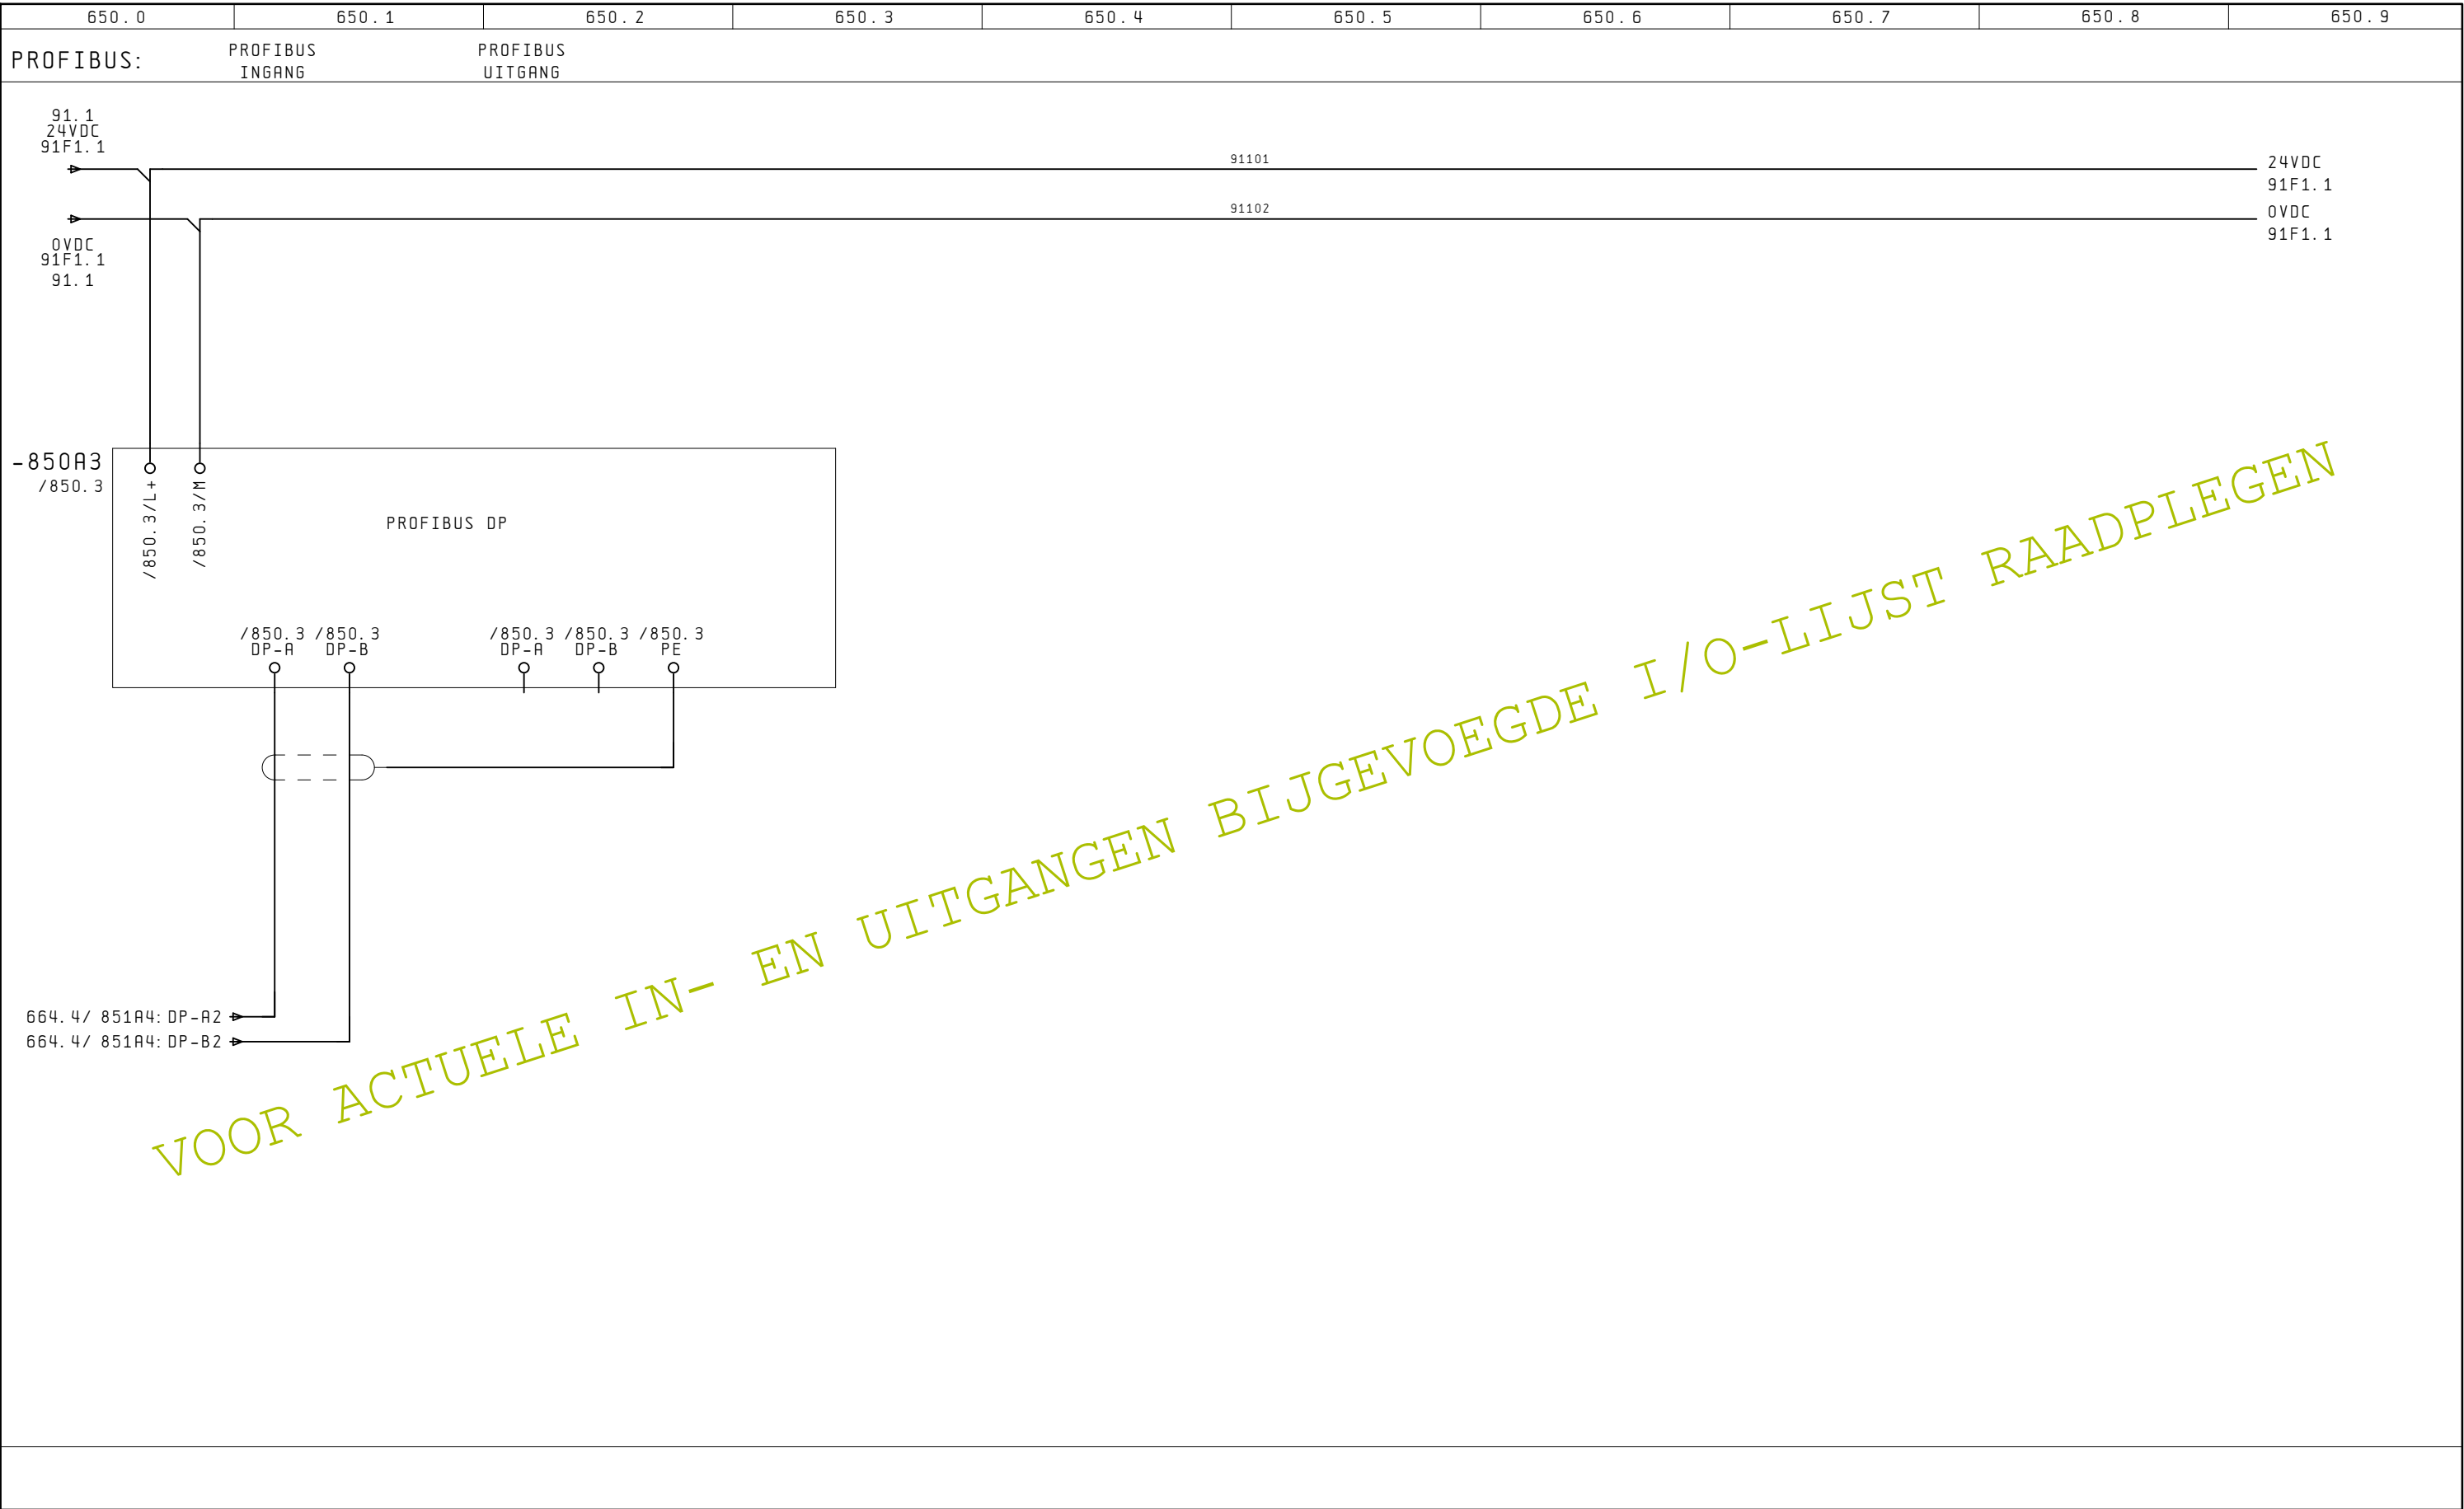 650.0 650.1 650.2 650.3 650.4 650.5 650.6 650.7 650.8 650.9
PROFIBUS:
PROFIBUS
INGANG
PROFIBUS
UITGANG
91.1
24VDC
91F1.1
91101
24VDC
91F1.1
91102
0VDC
91F1.1
0VDC
91F1.1
91.1
-850A3
/850.3
/850.3/L+
/850.3/M
PROFIBUS DP
/850.3 /850.3 /850.3 /850.3 /850.3
DP-A DP-B DP-A DP-B PE
664.4/ 851A4:DP-A2
664.4/ 851A4:DP-B2
VOOR ACTUELE IN- EN UITGANGEN BIJGEVOEGDE I/O-LIJST RAADPLEGEN